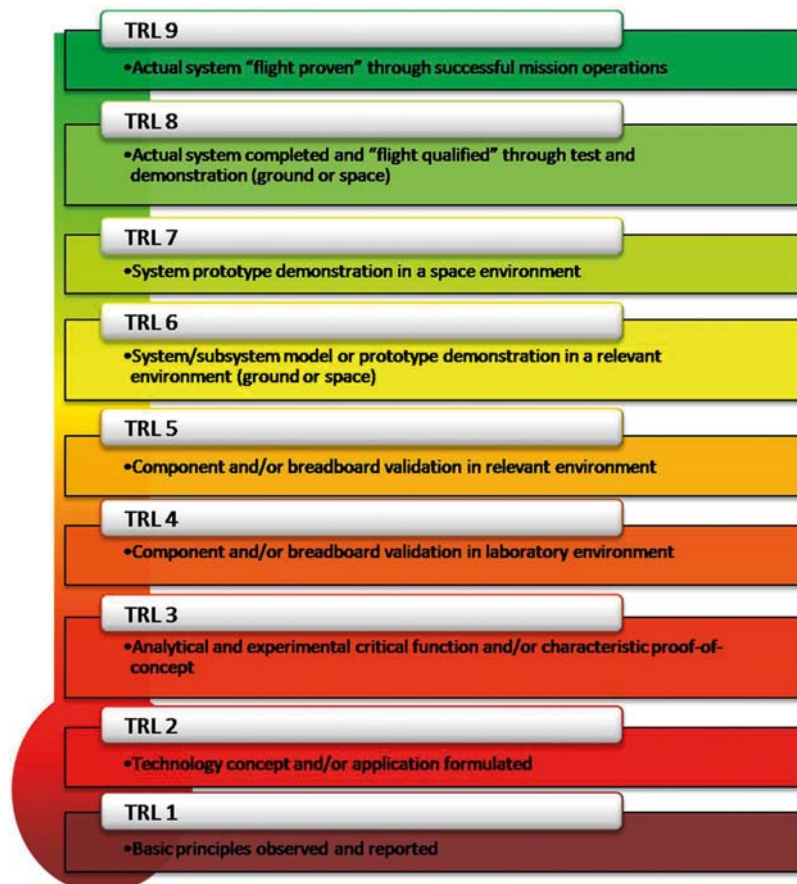 TRL 9
•Actual system “flight proven” through successful mission operations
TRL 8
•Actual system completed and “flight qualified” through test and
demonstration (ground or space)
TRL 7
•System prototype demonstration in a space environment
TRL 6
•System/subsystem model or prototype demonstration in a relevant
environment (ground or space)
TRL 5
•Component and/or breadboard validation in relevant environment
TRL 4
•Component and/or breadboard validation in laboratory environment
TRL 3
•Analytical and experimental critical function and/or characteristic proof-of-
concept
TRL 2
•Technology concept and/or application formulated
TRL 1
•Basic principles observed and reported